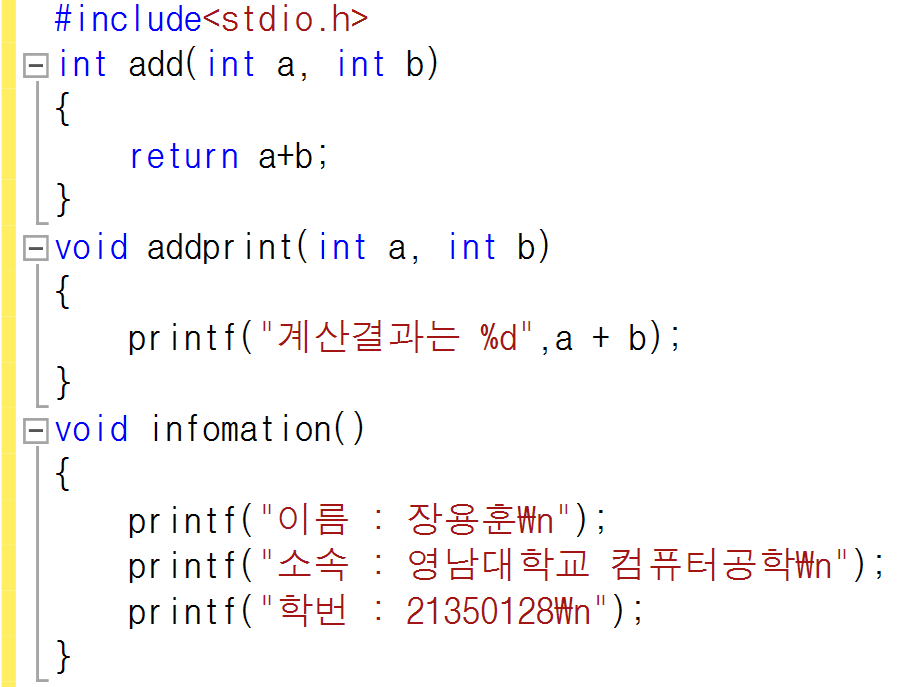 #include<stdio.h>
int add(int a, int b)
{
return a+b;
}
void addprint(int a, int b)
{
printf("계산결과는 %d",a + b);
}
void infomation()
{
printf("이름 : 장용훈₩n");
printf("소속 : 영남대학교 컴퓨터공학₩n");
printf("학번 : 21350128₩n");
}